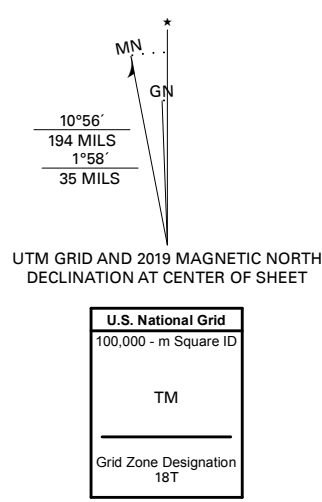 ★
MN
GN
10°56´
194 MILS
1°58´
35 MILS
UTM GRID AND 2019 MAGNETIC NORTH
DECLINATION AT CENTER OF SHEET
U.S. National Grid
100,000 - m Square ID
TM
Grid Zone Designation
18T